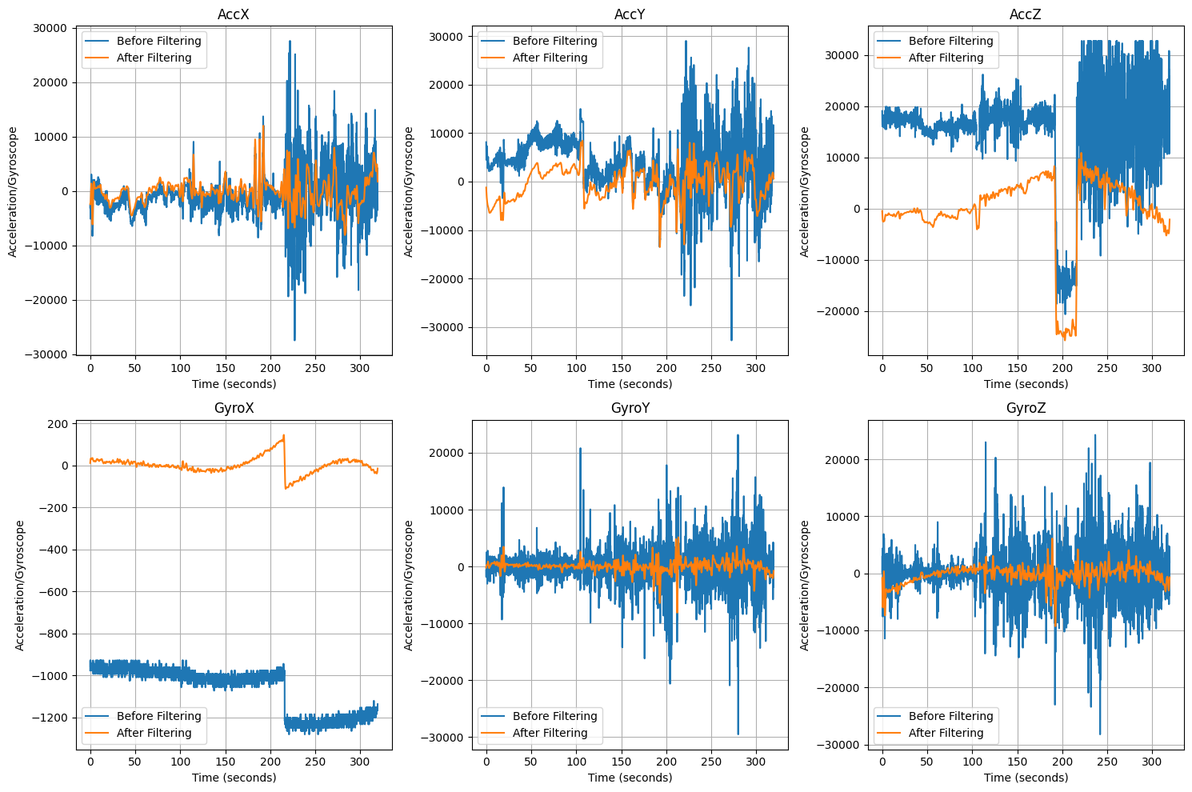 AccX
30000
20000
10000
0
−10000
−20000
−30000
Acceleration/Gyroscope
Before Filtering
After Filtering
0 50 100 150 200 250 300
Time (seconds)
AccY
30000
20000
10000
0
−10000
−20000
−30000
Acceleration/Gyroscope
Before Filtering
After Filtering
0 50 100 150 200 250 300
Time (seconds)
AccZ
30000
20000
10000
0
−10000
−20000
Acceleration/Gyroscope
Before Filtering
After Filtering
0 50 100 150 200 250 300
Time (seconds)
GyroX
200
0
−200
−400
−600
−800
−1000
−1200
Acceleration/Gyroscope
Before Filtering
After Filtering
0 50 100 150 200 250 300
Time (seconds)
GyroY
20000
10000
0
−10000
−20000
−30000
Acceleration/Gyroscope
Before Filtering
After Filtering
0 50 100 150 200 250 300
Time (seconds)
GyroZ
20000
10000
0
−10000
−20000
−30000
Acceleration/Gyroscope
Before Filtering
After Filtering
0 50 100 150 200 250 300
Time (seconds)